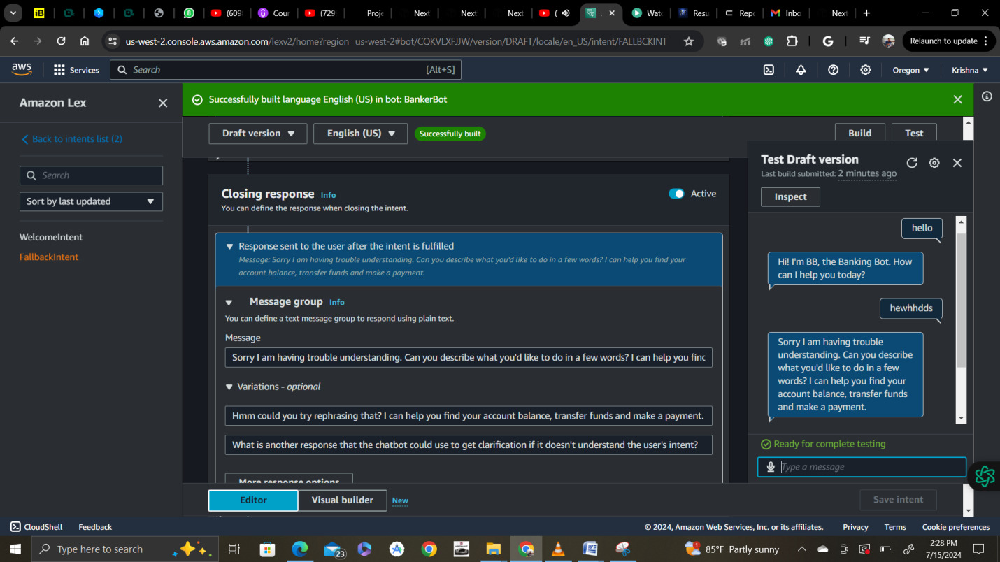 iB
(609
Cour
(729
Proje
Next
Next
Next
(
.
Wato
Resu
Repo
Inbo
Next
us-west-2.console.aws.amazon.com/lexv2/home?region=us-west-2#bot/CQKVLXFJJW/version/DRAFT/locale/en_US/intent/FALLBCKINT
Relaunch to update
aws
Services
Search
[Alt+S]
Oregon
Krishna
Amazon Lex
Successfully built language English (US) in bot: BankerBot
Back to intents list (2)
Search
Sort by last updated
WelcomeIntent
FallbackIntent
Draft version
English (US)
Successfully built
Build
Test
Closing response Info
Active
You can define the response when closing the intent.
Response sent to the user after the intent is fulfilled
Message: Sorry I am having trouble understanding. Can you describe what you'd like to do in a few words? I can help you find your
account balance, transfer funds and make a payment.
Message group Info
You can define a text message group to respond using plain text.
Message
Sorry I am having trouble understanding. Can you describe what you'd like to do in a few words? I can help you find
Variations - optional
Hmm could you try rephrasing that? I can help you find your account balance, transfer funds and make a payment.
What is another response that the chatbot could use to get clarification if it doesn't understand the user's intent?
More response options
Editor
Visual builder
New
Save intent
Test Draft version
Last build submitted: 2 minutes ago
Inspect
hello
Hi! I'm BB, the Banking Bot. How
can I help you today?
hewhhdds
Sorry I am having trouble
understanding. Can you describe
what you'd like to do in a few
words? I can help you find your
account balance, transfer funds
and make a payment.
Ready for complete testing
Type a message
CloudShell
Feedback
© 2024, Amazon Web Services, Inc. or its affiliates.
Privacy
Terms
Cookie preferences
Type here to search
23
1
85°F Partly sunny
2:28 PM
7/15/2024